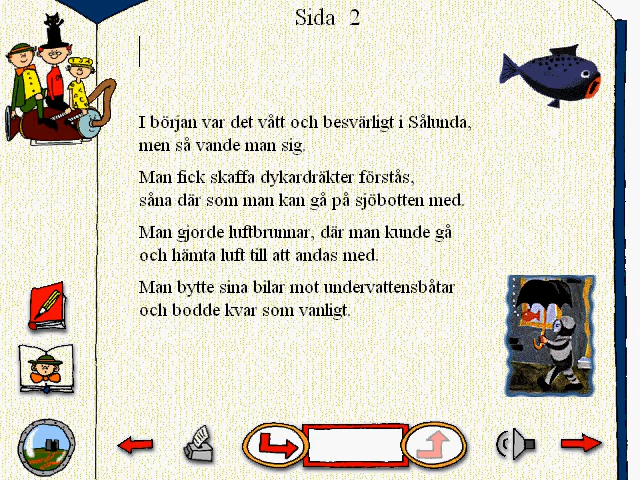 Sida 2
I början var det vått och besvärligt i Sålunda,
men så vande man sig.
Man fick skaffa dykardräkter förstås,
såna där som man kan gå på sjöbotten med.
Man gjorde luftbrunnar, där man kunde gå
och hämta luft till att andas med.
Man bytte sina bilar mot undervattensbåtar
och bodde kvar som vanligt.